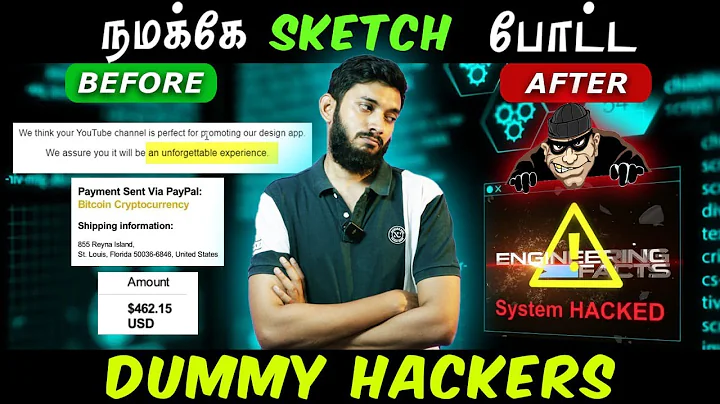 நமக்கே SKETCH போட்ட
BEFORE
AFTER
We think your YouTube channel is perfect for promoting our design app.
We assure you it will be an unforgettable experience.
Payment Sent Via PayPal:
Bitcoin Cryptocurrency
Shipping information:
855 Reyna Island,
St. Louis, Florida 50036-6846, United States
Amount
$462.15
USD
ENGINEERING
FACTS
System HACKED
DUMMY HACKERS